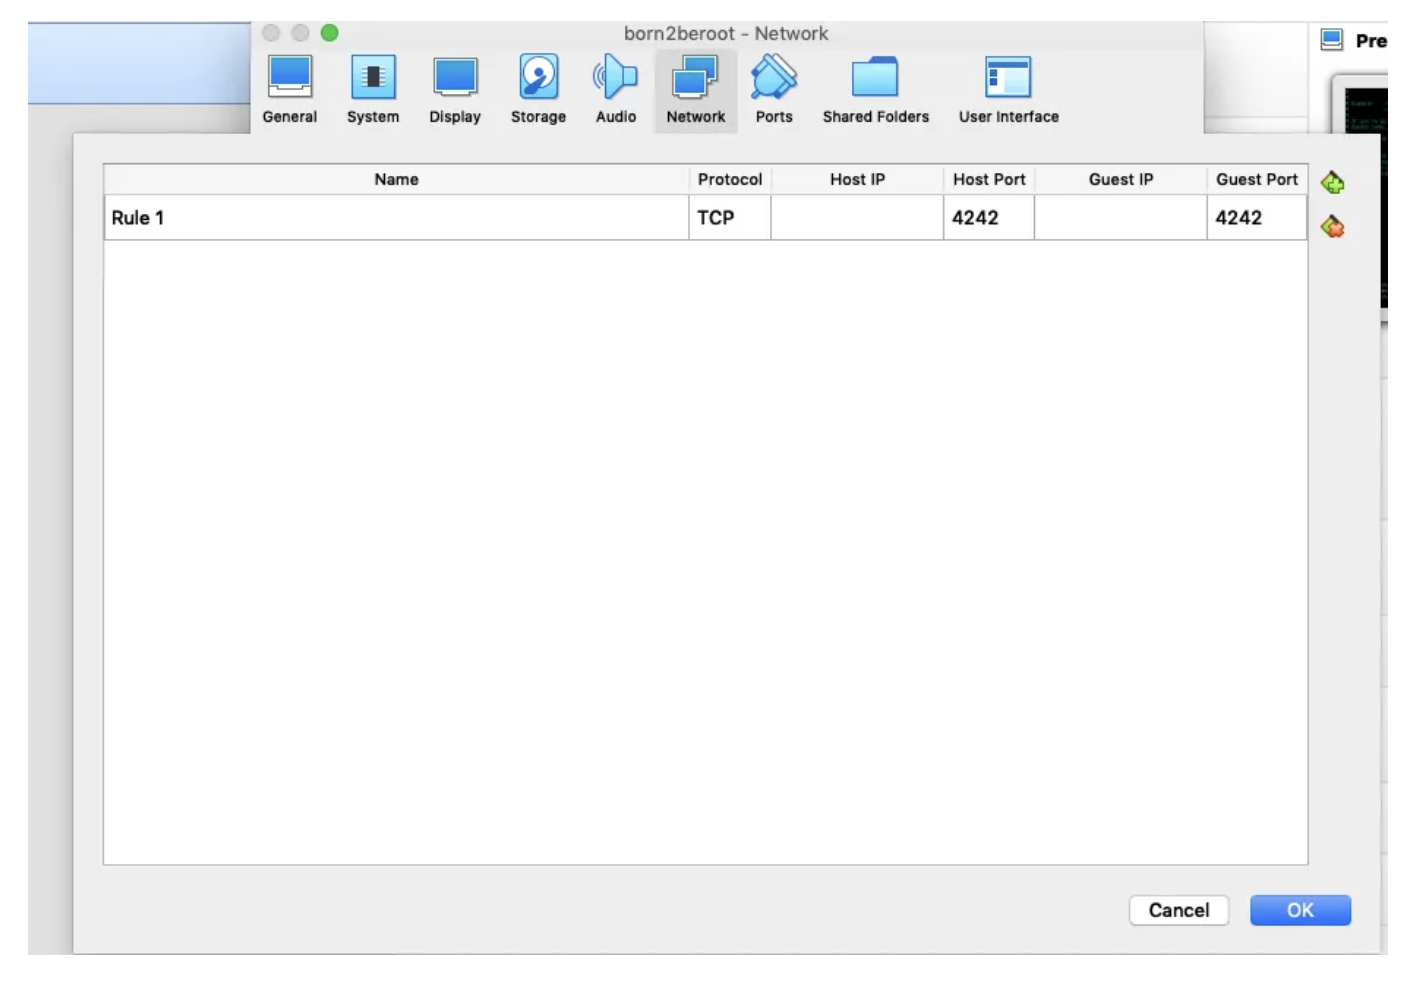 born2beroot - Network
Pre
General System Display Storage Audio Network Ports Shared Folders User Interface
Name Protocol Host IP Host Port Guest IP Guest Port
Rule 1 TCP 4242 4242
Cancel OK